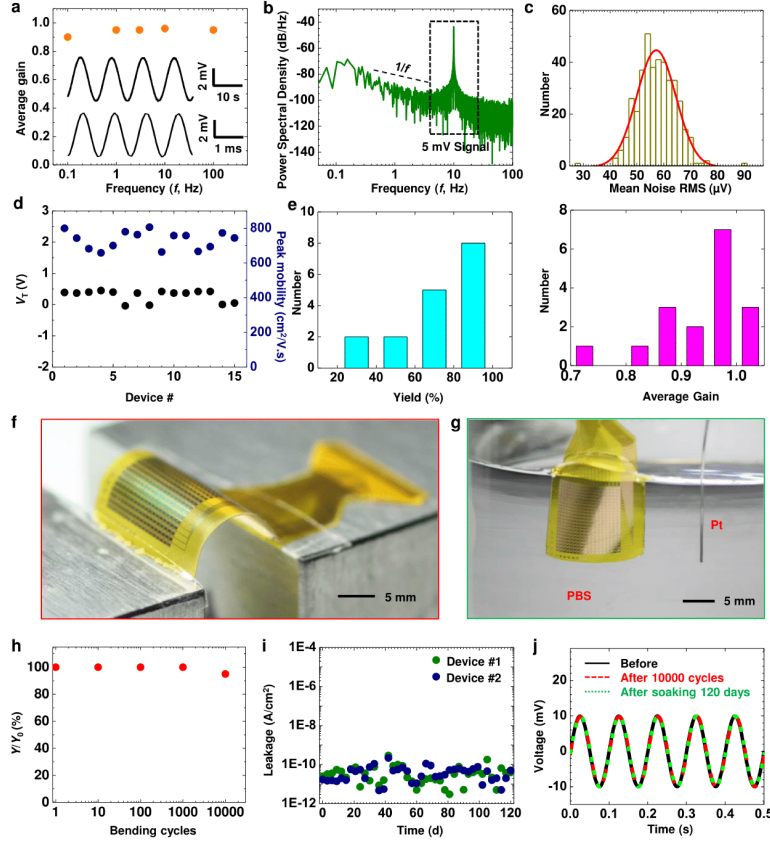 a
Average gain
1.0
0.8
0.6
0.4
0.2
0.0
2 mV
10 s
2 mV
1 ms
0.1
1
10
100
Frequency (f, Hz)
b
Power Spectral Density (dB/Hz)
-40
-60
-80
-100
-120
-140
1/f
5 mV Signal
0.1
1
10
100
Frequency (f, Hz)
c
Number
60
40
20
0
30
40
50
60
70
80
90
Mean Noise RMS (μV)
d
V_T (V)
3
2
1
0
-1
-2
800
600
400
200
0
Peak mobility
(cm²/V.s)
0
5
10
15
Device #
e
Number
10
8
6
4
2
0
20
40
60
80
100
Yield (%)
Number
8
6
4
2
0
0.7
0.8
0.9
1.0
Average Gain
f
5 mm
g
Pt
PBS
5 mm
h
Y/Y₀ (%)
100
80
60
40
20
0
1
10
100
1000
10000
Bending cycles
i
Leakage (A/cm²)
1E-4
1E-6
1E-8
1E-10
1E-12
Device #1
Device #2
0
20
40
60
80
100
120
Time (d)
j
Before
After 10000 cycles
After soaking 120 days
Voltage (mV)
20
10
0
-10
0.0
0.1
0.2
0.3
0.4
0.5
Time (s)